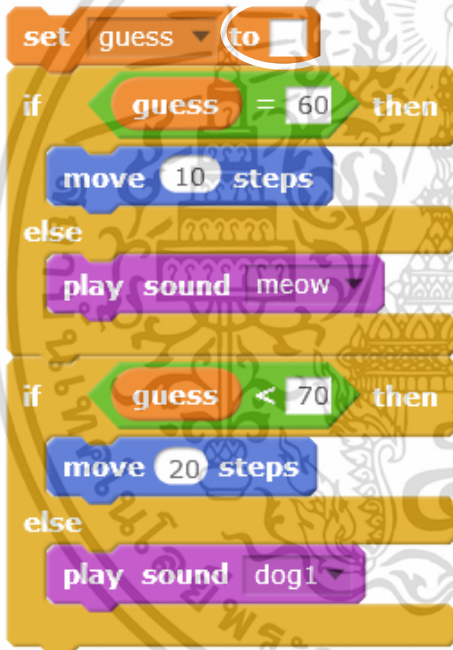 set guess to
if guess = 60 then
move 10 steps
else
play sound meow
if guess < 70 then
move 20 steps
else
play sound dog1